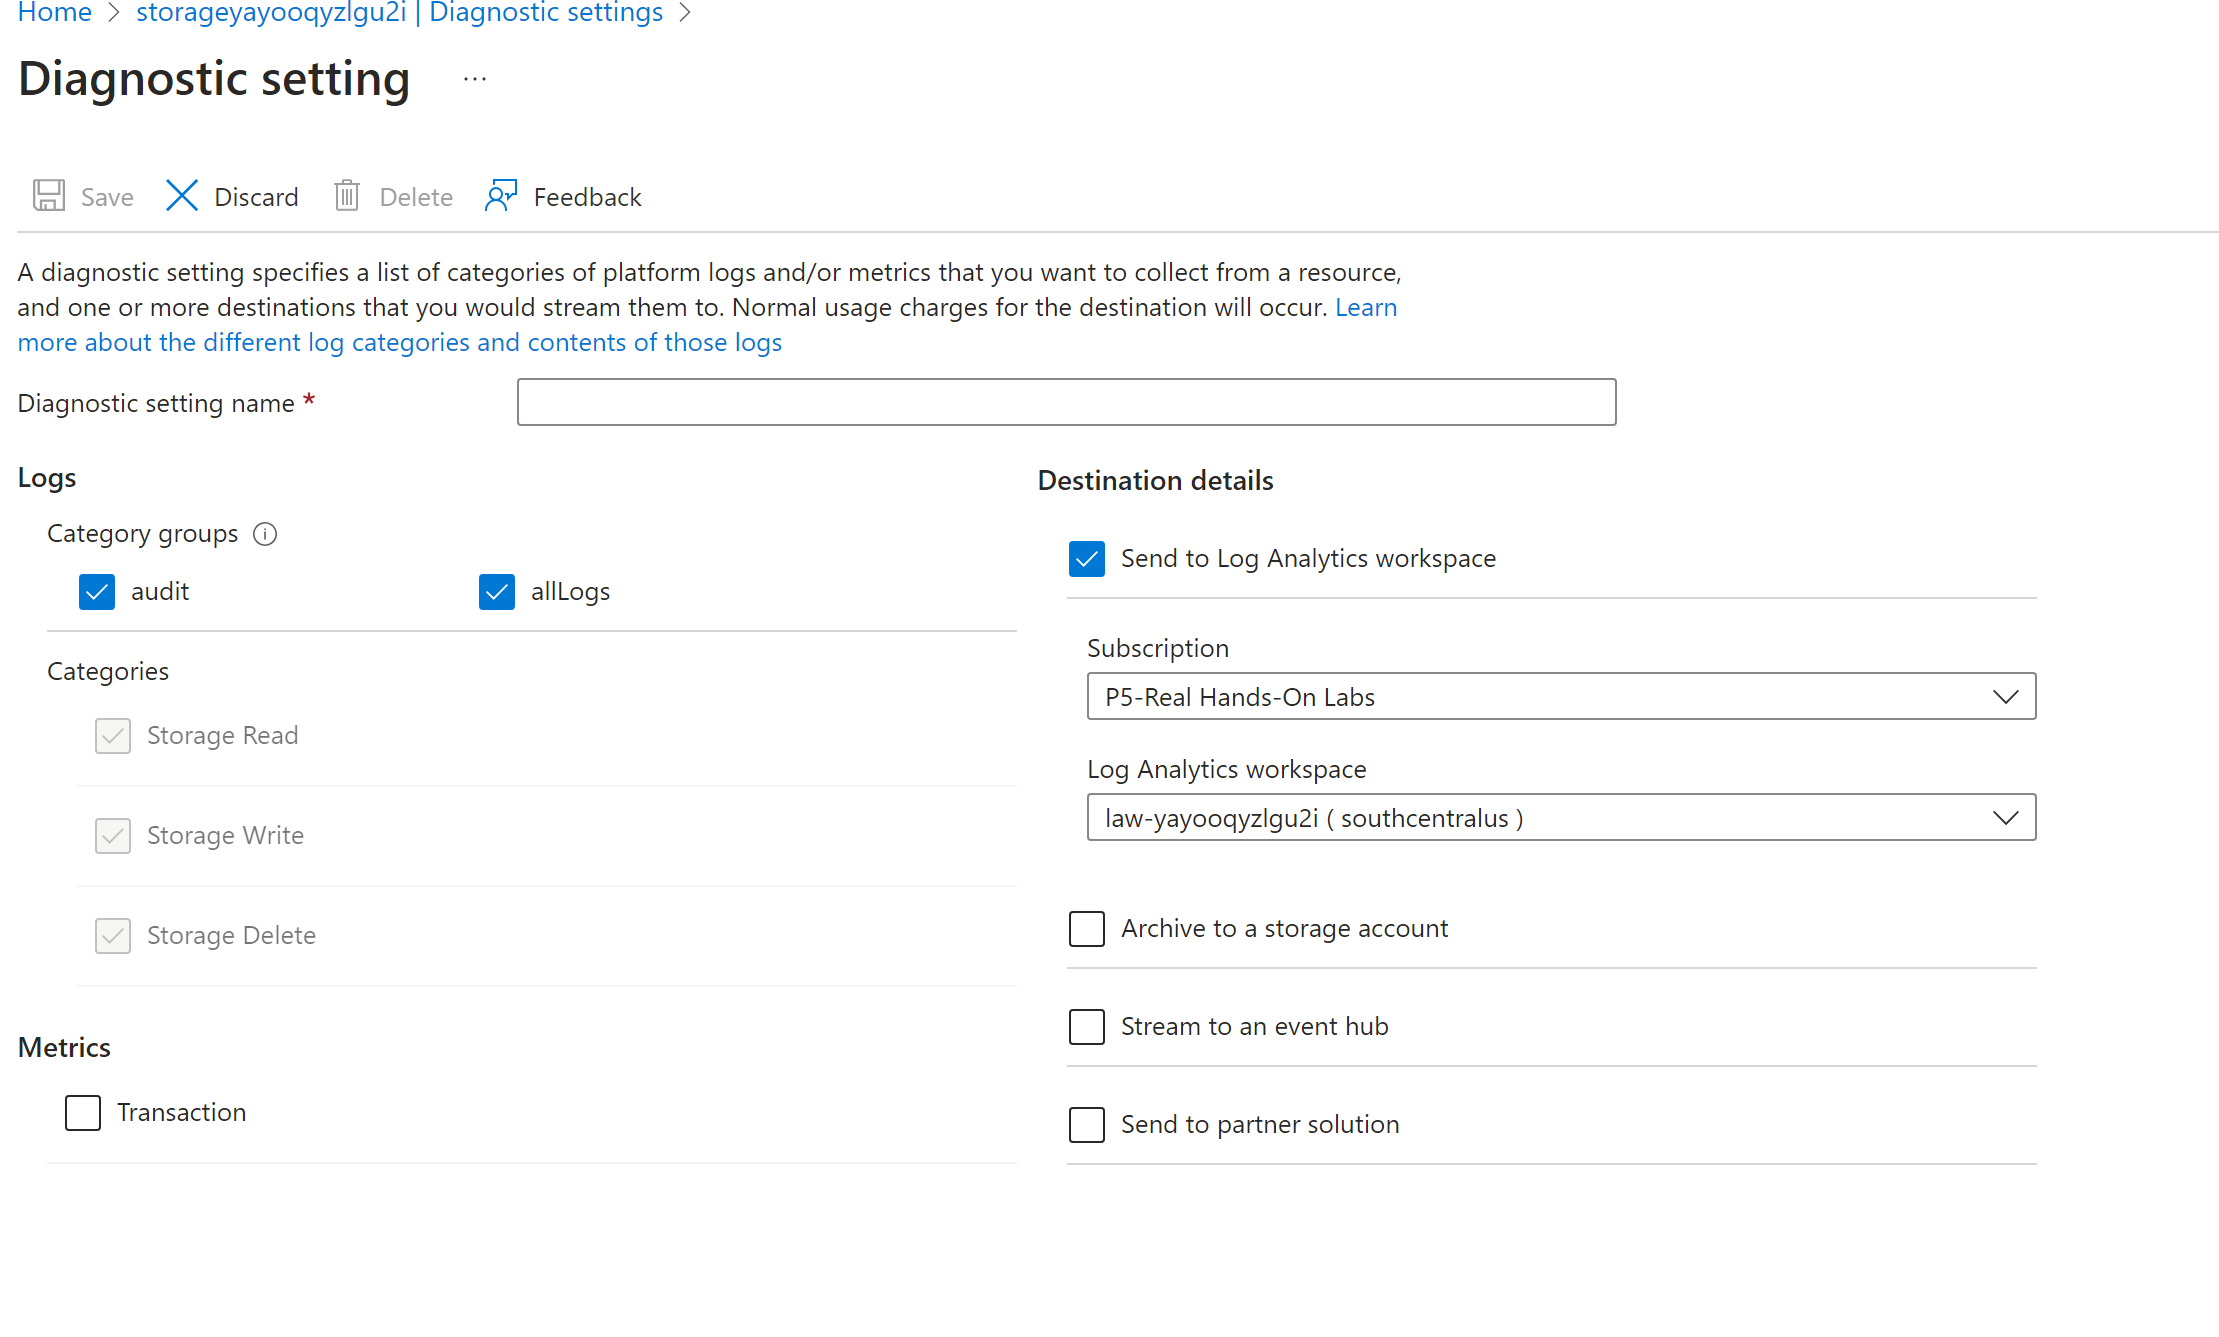 Home > storageyayooqyzlgu2i | Diagnostic settings >
Diagnostic setting ...
Save Discard Delete Feedback
A diagnostic setting specifies a list of categories of platform logs and/or metrics that you want to collect from a resource,
and one or more destinations that you would stream them to. Normal usage charges for the destination will occur. Learn
more about the different log categories and contents of those logs
Diagnostic setting name *
Logs
Category groups
audit allLogs
Categories
Storage Read
Storage Write
Storage Delete
Metrics
Transaction
Destination details
Send to Log Analytics workspace
Subscription
P5-Real Hands-On Labs
Log Analytics workspace
law-yayooqyzlgu2i ( southcentralus )
Archive to a storage account
Stream to an event hub
Send to partner solution